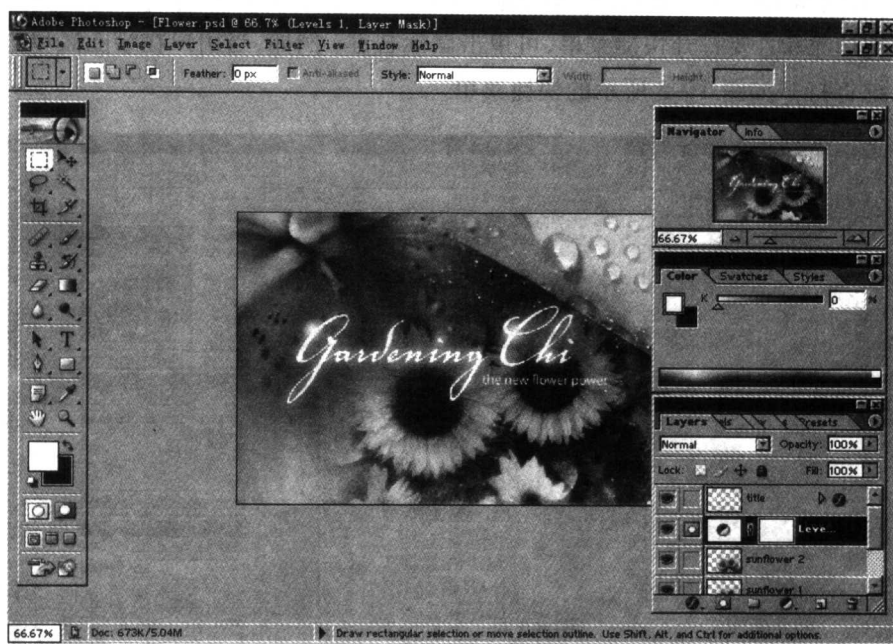 Adobe Photoshop - [Flower.psd @ 66.7% (Levels 1, Layer Mask)]
File Edit Image Layer Select Filter View Window Help
Feather: 0 px Anti-aliased Style: Normal Width: Height:
Navigator Info
66.67%
Color Swatches Styles
K 0 %
Gardening Chi
the new flower power
Layers Presets
Normal Opacity: 100%
Lock: Fill: 100%
title
Leve...
sunflower 2
sunflower 1
66.67% Doc: 673K/5.04M Draw rectangular selection or move selection outline. Use Shift, Alt, and Ctrl for additional options.